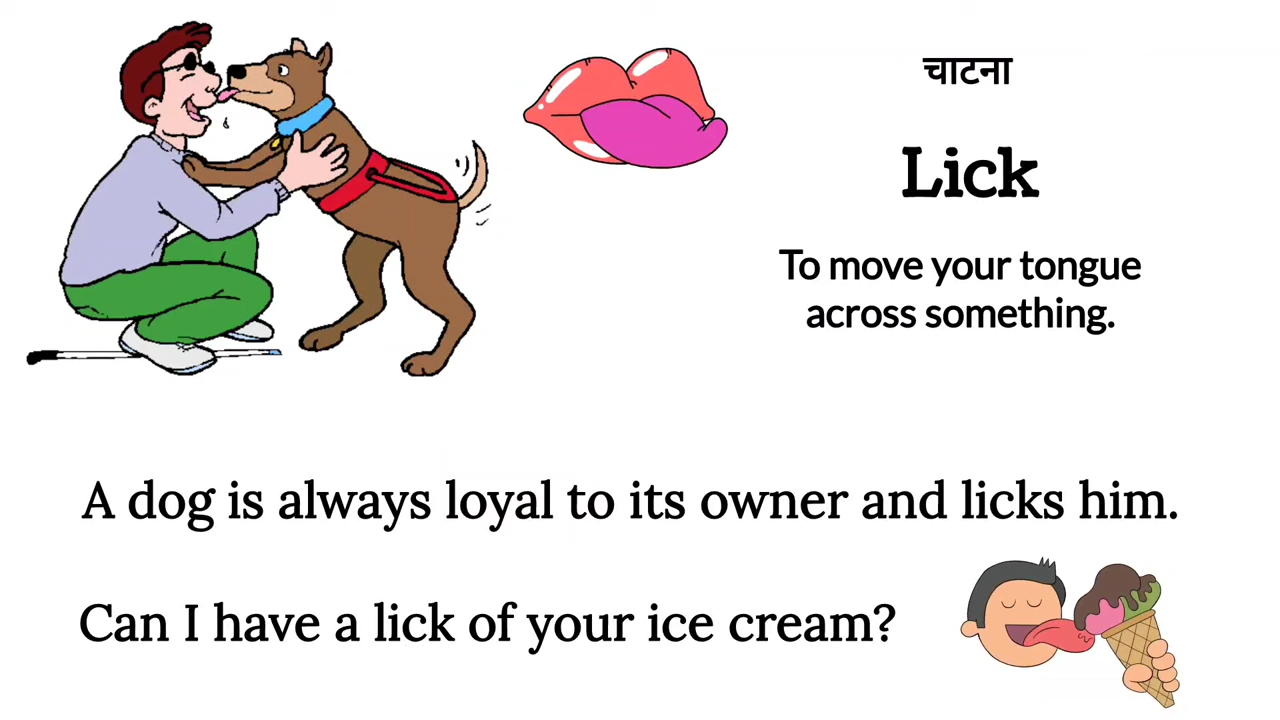 चाटना
Lick
To move your tongue
across something.
A dog is always loyal to its owner and licks him.
Can I have a lick of your ice cream?